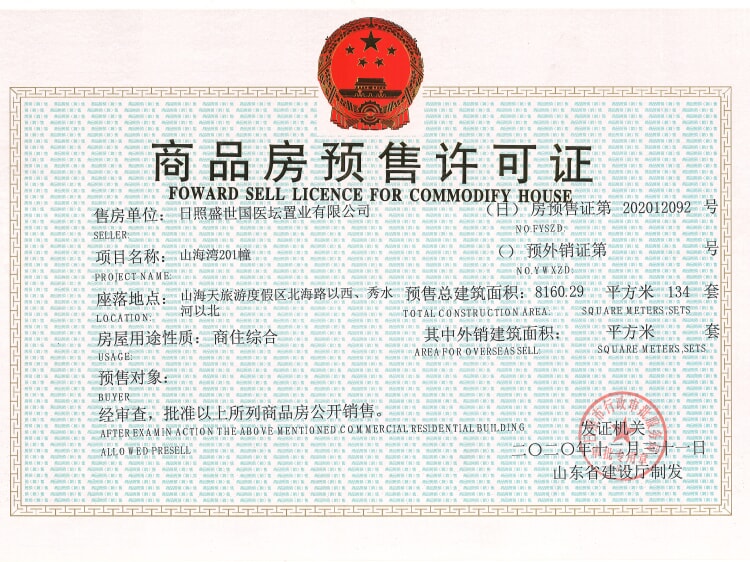 商品房预售许可证
FOWARD SELL LICENCE FOR COMMODIFY HOUSE
售房单位：日照盛世国医坛置业有限公司
SELLER
（日）房预售证第 202012092 号
NO.FYSZD.
项目名称：山海湾201幢
PROJECT NAME
（）预外销证第 号
NO.YWXZD.
座落地点：山海天旅游度假区北海路以西、秀水河以北
LOCATION:
预售总建筑面积：8160.29 平方米 134 套
TOTAL CONSTRUCTION AREA: SQUARE METERS,SETS
房屋用途性质：商住综合
USAGE
其中外销建筑面积： 平方米 套
AREA FOR OVERSEAS SELL SQUARE METERS,SETS
预售对象：
BUYER
经审查，批准以上所列商品房公开销售。
AFTER EXAMINACTION THE ABOVE MENTIONED COMMERCIAL RESIDENTIAL BUILDING
ALLOWED PRESELL
发证机关
二〇二〇年十二月三十一日
山东省建设厅制发